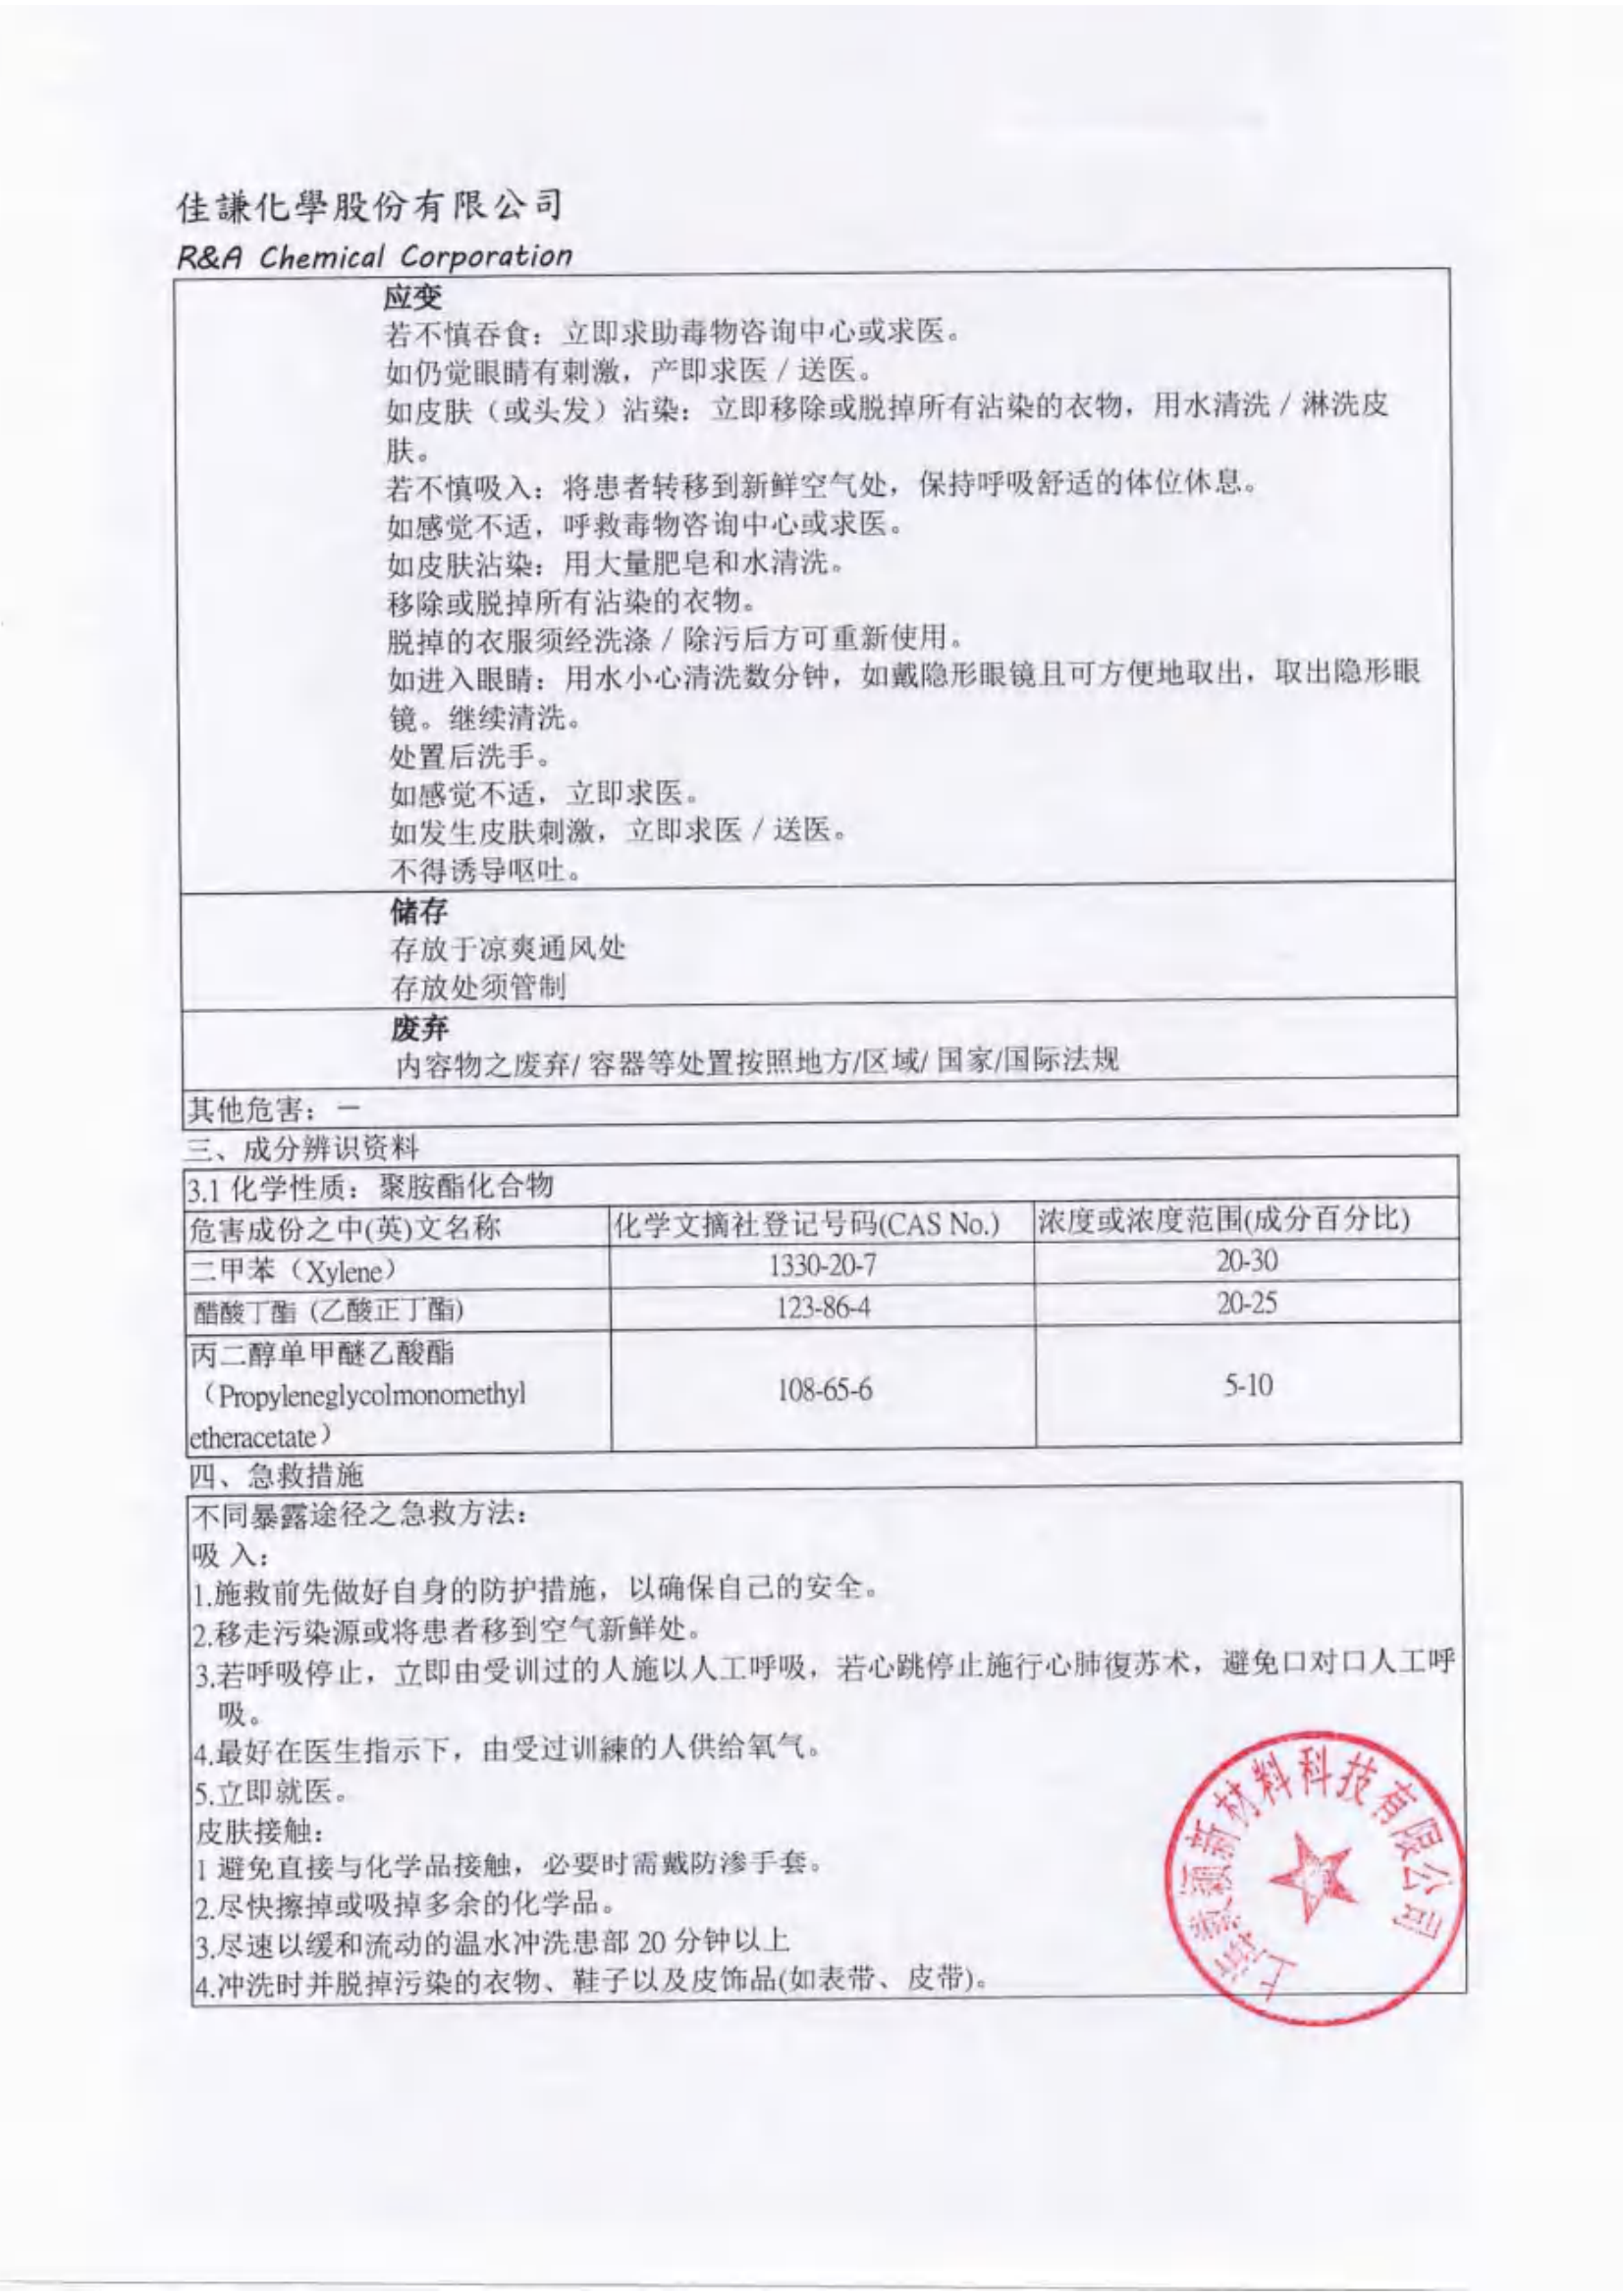 佳謙化學股份有限公司
R&A Chemical Corporation
应变
若不慎吞食：立即求助毒物咨询中心或求医。
如仍觉眼睛有刺激，产即求医 / 送医。
如皮肤（或头发）沾染：立即移除或脱掉所有沾染的衣物，用水清洗 / 淋洗皮
肤。
若不慎吸入：将患者转移到新鲜空气处，保持呼吸舒适的体位休息。
如感觉不适，呼救毒物咨询中心或求医。
如皮肤沾染：用大量肥皂和水清洗。
移除或脱掉所有沾染的衣物。
脱掉的衣服须经洗涤 / 除污后方可重新使用。
如进入眼睛：用水小心清洗数分钟，如戴隐形眼镜且可方便地取出，取出隐形眼
镜。继续清洗。
处置后洗手。
如感觉不适，立即求医。
如发生皮肤刺激，立即求医 / 送医。
不得诱导呕吐。
储存
存放于凉爽通风处
存放处须管制
废弃
内容物之废弃/ 容器等处置按照地方/区域/ 国家/国际法规
其他危害：－
三、成分辨识资料
3.1 化学性质：聚胺酯化合物
危害成份之中(英)文名称 化学文摘社登记号码(CAS No.) 浓度或浓度范围(成分百分比)
二甲苯（Xylene） 1330-20-7 20-30
醋酸丁酯 (乙酸正丁酯) 123-86-4 20-25
丙二醇单甲醚乙酸酯
（Propyleneglycolmonomethyl
etheracetate） 108-65-6 5-10
四、急救措施
不同暴露途径之急救方法：
吸 入：
1.施救前先做好自身的防护措施，以确保自己的安全。
2.移走污染源或将患者移到空气新鲜处。
3.若呼吸停止，立即由受训过的人施以人工呼吸，若心跳停止施行心肺復苏术，避免口对口人工呼
吸。
4.最好在医生指示下，由受过训練的人供给氧气。
5.立即就医。
皮肤接触：
1 避免直接与化学品接触，必要时需戴防渗手套。
2.尽快擦掉或吸掉多余的化学品。
3.尽速以缓和流动的温水冲洗患部 20 分钟以上
4.冲洗时并脱掉污染的衣物、鞋子以及皮饰品(如表带、皮带)。
上海 颖新材料科技有限公司